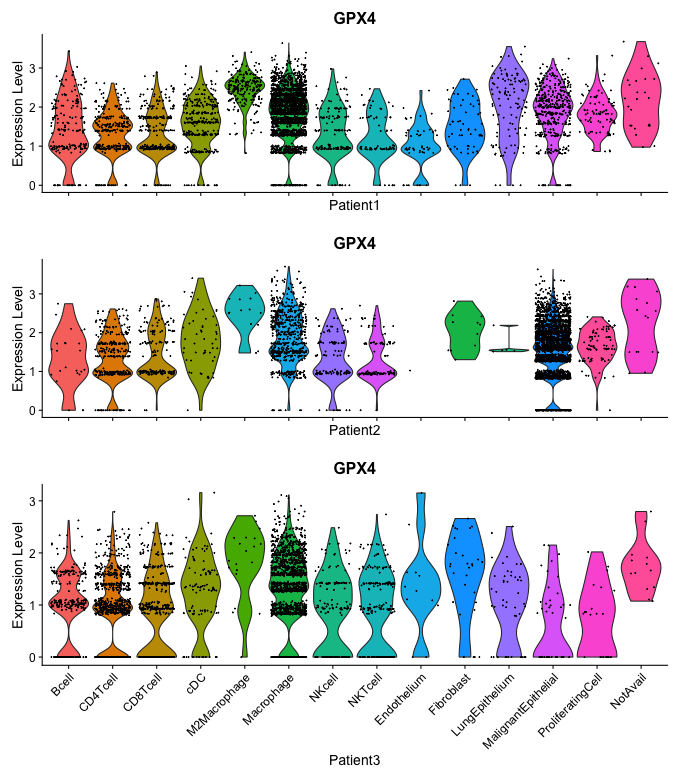 GPX4
Expression Level
3
2
1
0
Patient1
GPX4
Expression Level
3
2
1
0
Patient2
GPX4
Expression Level
3
2
1
0
Bcell
CD4Tcell
CD8Tcell
cDC
M2Macrophage
Macrophage
NKcell
NKTcell
Endothelium
Fibroblast
LungEpithelium
MalignantEpithelial
ProliferatingCell
NotAvail
Patient3